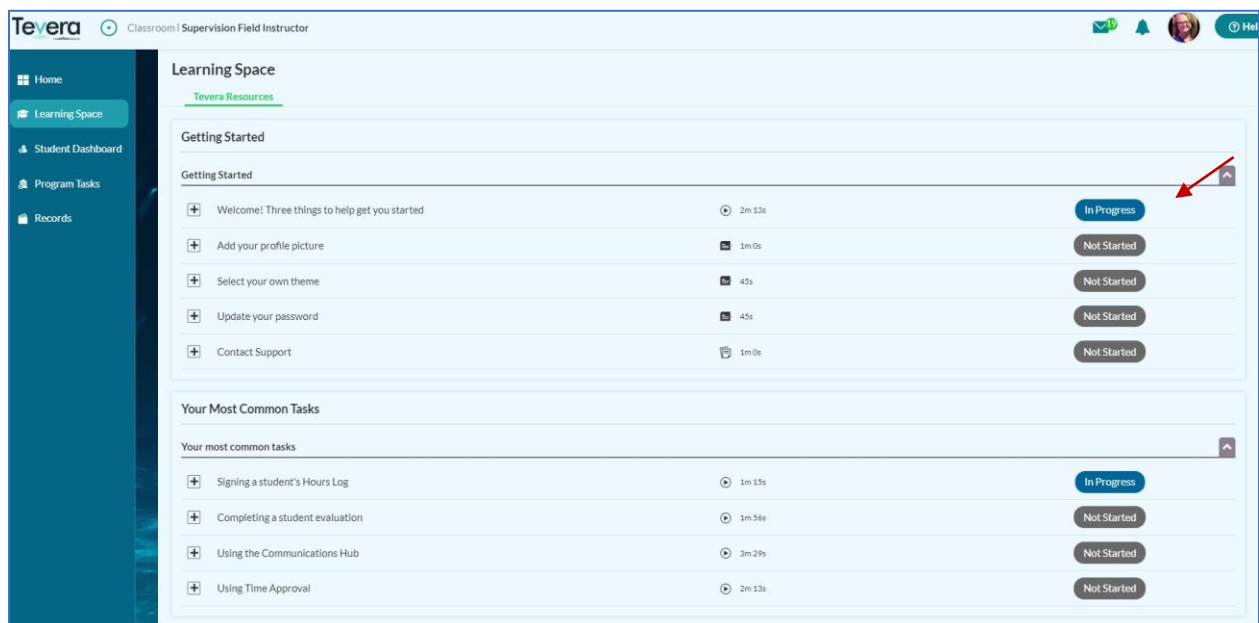 Tevera
Classroom | Supervision Field Instructor
19
Hel
Home
Learning Space
Student Dashboard
Program Tasks
Records
Learning Space
Tevera Resources
Getting Started
Getting Started
Welcome! Three things to help get you started 2m 13s In Progress
Add your profile picture 1m 0s Not Started
Select your own theme 45s Not Started
Update your password 45s Not Started
Contact Support 1m 0s Not Started
Your Most Common Tasks
Your most common tasks
Signing a student's Hours Log 1m 15s In Progress
Completing a student evaluation 1m 56s Not Started
Using the Communications Hub 3m 29s Not Started
Using Time Approval 2m 13s Not Started